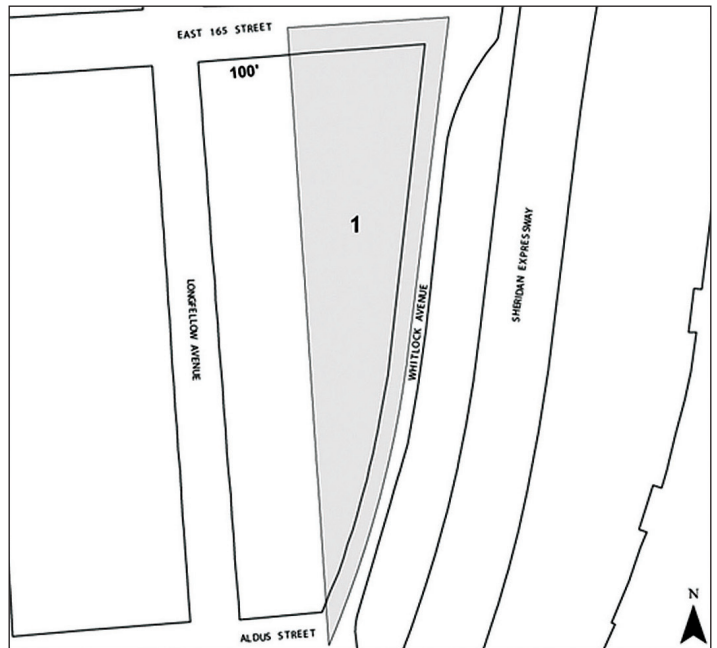 EAST 165 STREET
100'
1
LONGFELLOW AVENUE
WHITLOCK AVENUE
SHERIDAN EXPRESSWAY
ALDUS STREET
N